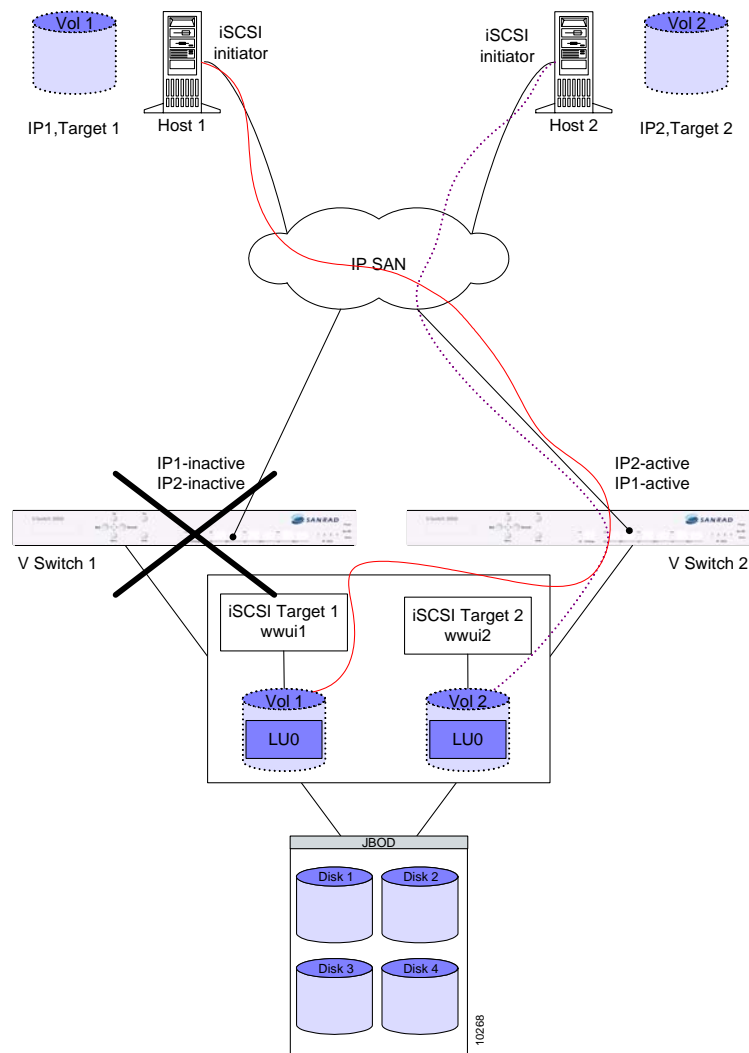 Vol 1
iSCSI
initiator
iSCSI
initiator
Vol 2
IP1,Target 1
Host 1
Host 2
IP2,Target 2
IP SAN
IP1-inactive
IP2-inactive
IP2-active
IP1-active
SANRAD
SANRAD
V Switch 1
V Switch 2
iSCSI Target 1
wwui1
iSCSI Target 2
wwui2
Vol 1
LU0
Vol 2
LU0
JBOD
Disk 1
Disk 2
Disk 3
Disk 4
10268